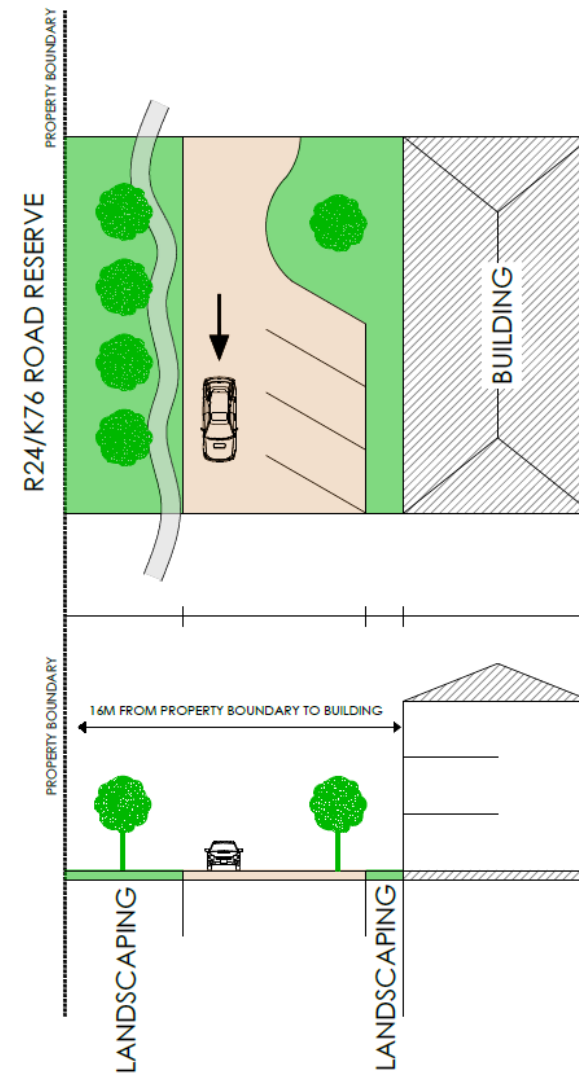 PROPERTY BOUNDARY
R24/K76 ROAD RESERVE
BUILDING
PROPERTY BOUNDARY
16M FROM PROPERTY BOUNDARY TO BUILDING
LANDSCAPING
LANDSCAPING